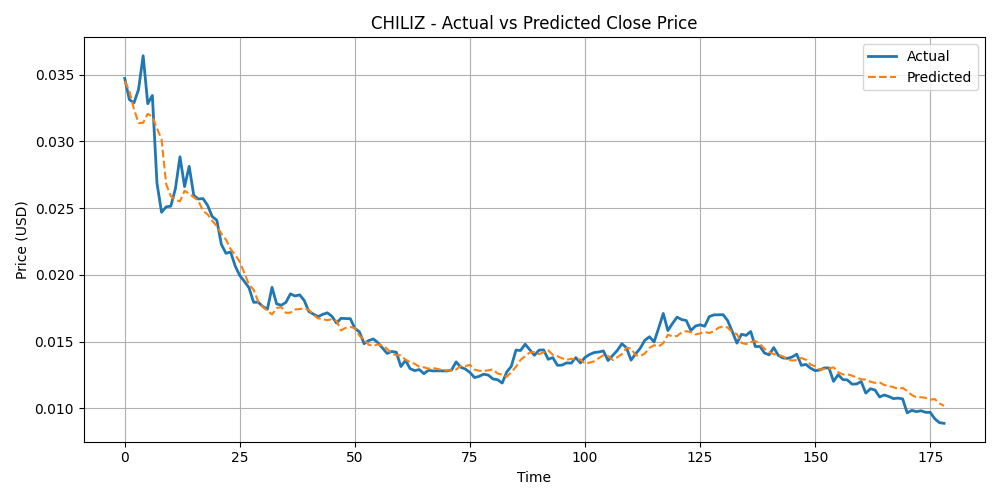 CHILIZ - Actual vs Predicted Close Price
Actual
Predicted
0.035
0.030
0.025
0.020
0.015
0.010
Price (USD)
0
25
50
75
100
125
150
175
Time